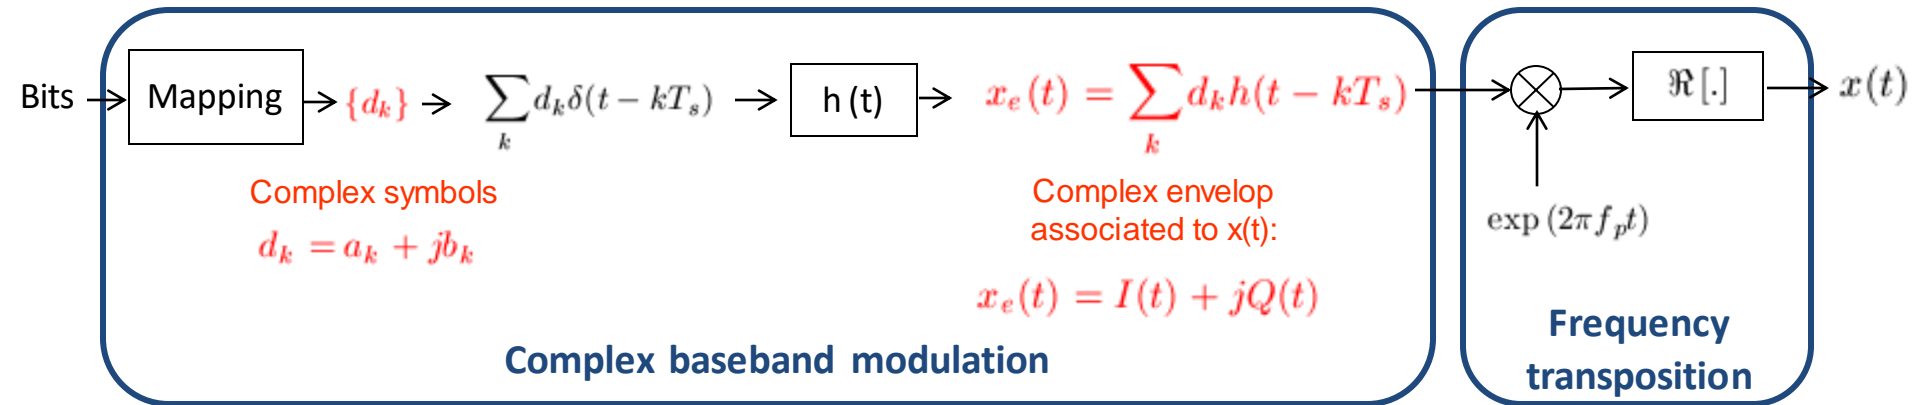 Bits
Mapping
{d_k}
∑_k d_k δ(t − kT_s)
h (t)
x_e(t) = ∑_k d_k h(t − kT_s)
ℜ [.]
x(t)
Complex symbols
d_k = a_k + jb_k
Complex envelop
associated to x(t):
x_e(t) = I(t) + jQ(t)
exp (2πf_p t)
Complex baseband modulation
Frequency
transposition